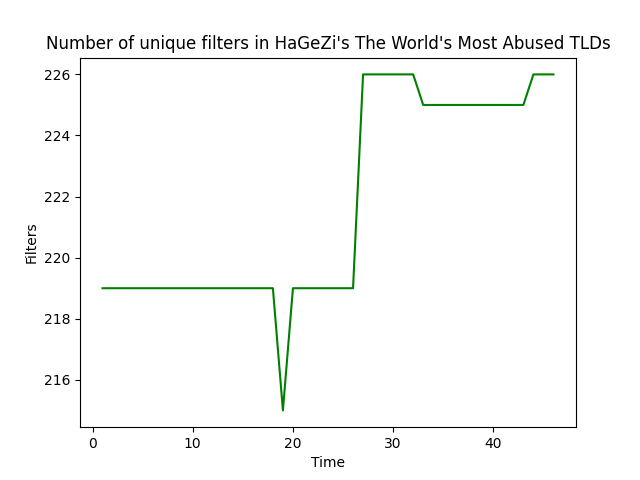 Number of unique filters in HaGeZi's The World's Most Abused TLDs
226
224
222
220
218
216
Filters
0 10 20 30 40
Time